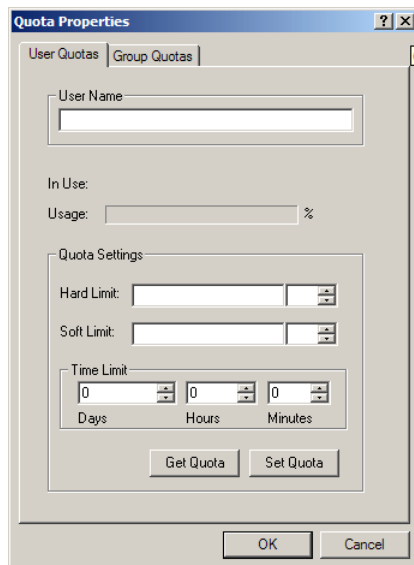 Quota Properties
User Quotas Group Quotas
User Name
In Use:
Usage: %
Quota Settings
Hard Limit:
Soft Limit:
Time Limit
0 0 0
Days Hours Minutes
Get Quota Set Quota
OK Cancel